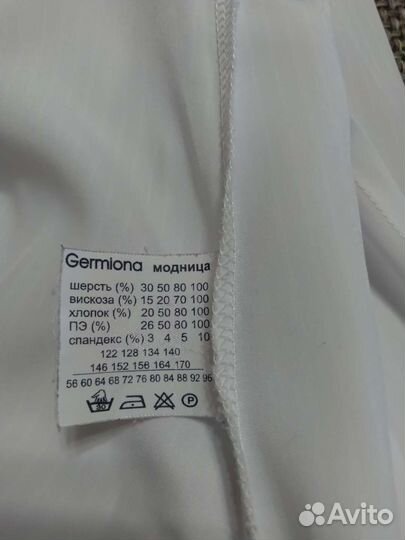 Germiona модница
шерсть (%) 30 50 80 100
вискоза (%) 15 20 70 100
хлопок (%) 20 50 80 100
ПЭ (%) 26 50 80 100
спандекс (%) 3 4 5 10
122 128 134 140
146 152 156 164 170
56 60 64 68 72 76 80 84 88 92 96
30 P
Avito